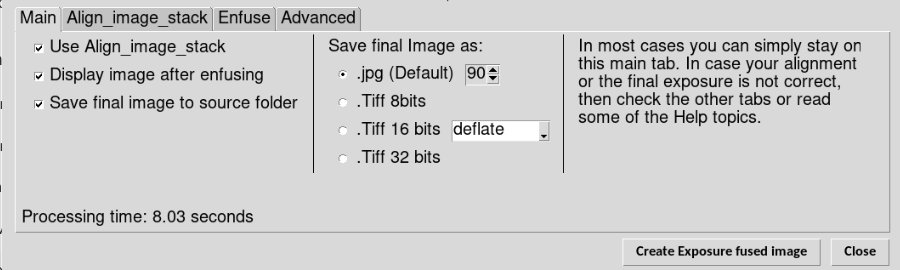 Main Align_image_stack Enfuse Advanced
Use Align_image_stack
Display image after enfusing
Save final image to source folder
Save final Image as:
.jpg (Default) 90
.Tiff 8bits
.Tiff 16 bits deflate
.Tiff 32 bits
In most cases you can simply stay on
this main tab. In case your alignment
or the final exposure is not correct,
then check the other tabs or read
some of the Help topics.
Processing time: 8.03 seconds
Create Exposure fused image Close